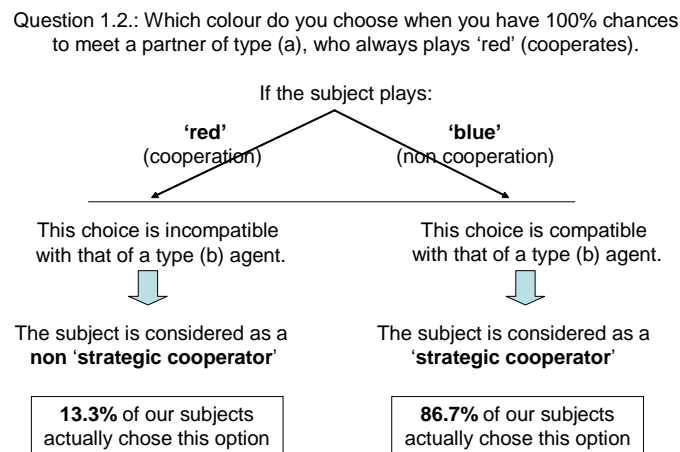 Question 1.2.: Which colour do you choose when you have 100% chances
to meet a partner of type (a), who always plays ‘red’ (cooperates).
If the subject plays:
‘red’
(cooperation)
‘blue’
(non cooperation)
This choice is incompatible
with that of a type (b) agent.
The subject is considered as a
non ‘strategic cooperator’
13.3% of our subjects
actually chose this option
This choice is compatible
with that of a type (b) agent.
The subject is considered as a
‘strategic cooperator’
86.7% of our subjects
actually chose this option